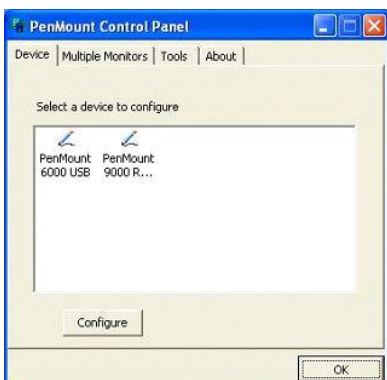 PenMount Control Panel
Device Multiple Monitors Tools About
Select a device to configure
PenMount PenMount
6000 USB 9000 R...
Configure
OK